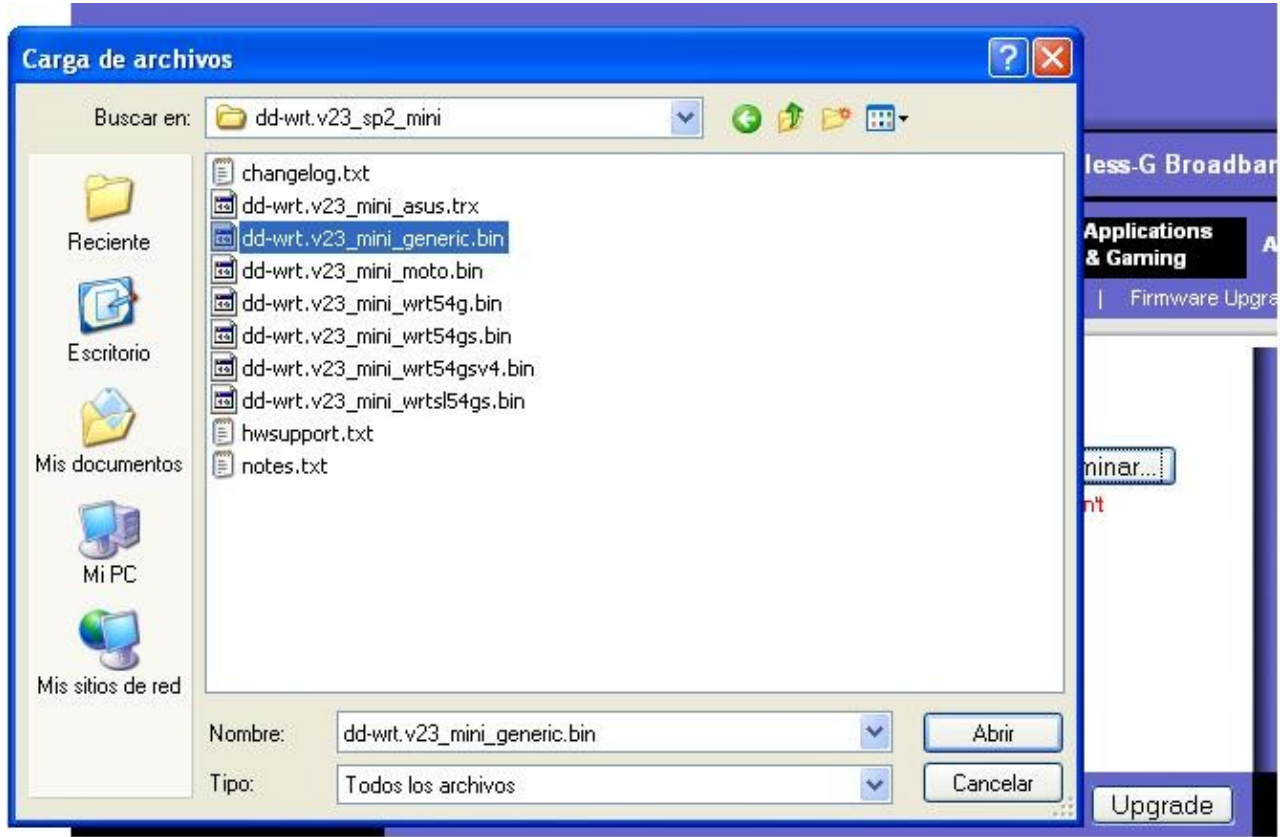 Carga de archivos
Buscar en: dd-wrt.v23_sp2_mini
changelog.txt
dd-wrt.v23_mini_asus.trx
dd-wrt.v23_mini_generic.bin
dd-wrt.v23_mini_moto.bin
dd-wrt.v23_mini_wrt54g.bin
dd-wrt.v23_mini_wrt54gs.bin
dd-wrt.v23_mini_wrt54gsv4.bin
dd-wrt.v23_mini_wrtsl54gs.bin
hwsupport.txt
notes.txt
Reciente
Escritorio
Mis documentos
Mi PC
Mis sitios de red
Nombre: dd-wrt.v23_mini_generic.bin
Abrir
Tipo: Todos los archivos
Cancelar
less-G Broadbar
Applications
& Gaming
A
| Firmware Upgra
minar...
n't
Upgrade